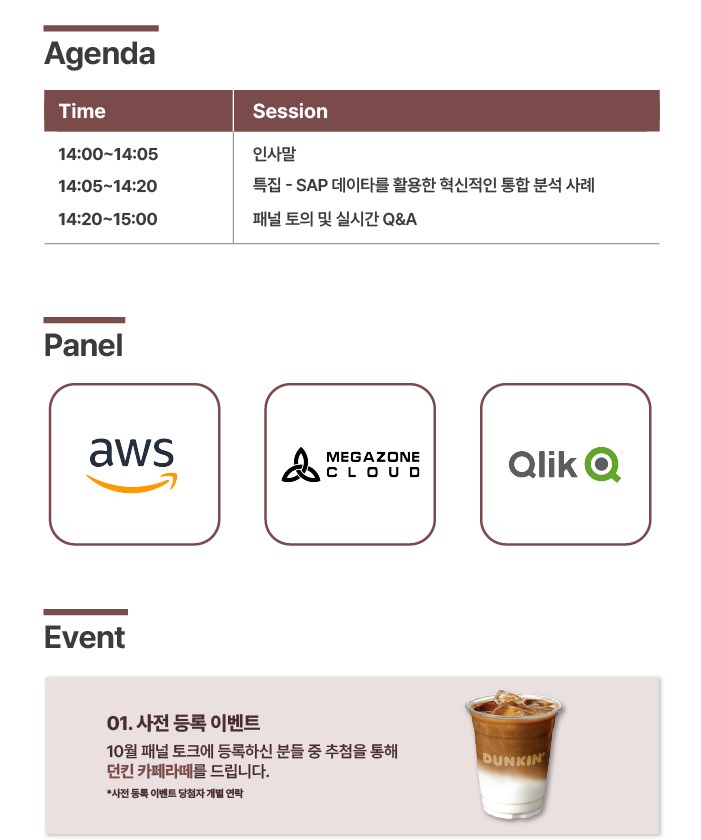 Agenda
Time Session
14:00~14:05 인사말
14:05~14:20 특집 - SAP 데이타를 활용한 혁신적인 통합 분석 사례
14:20~15:00 패널 토의 및 실시간 Q&A
Panel
aws
MEGAZONE
CLOUD
Qlik
Event
01. 사전 등록 이벤트
10월 패널 토크에 등록하신 분들 중 추첨을 통해
던킨 카페라떼를 드립니다.
*사전 등록 이벤트 당첨자 개별 연락
DUNKIN'